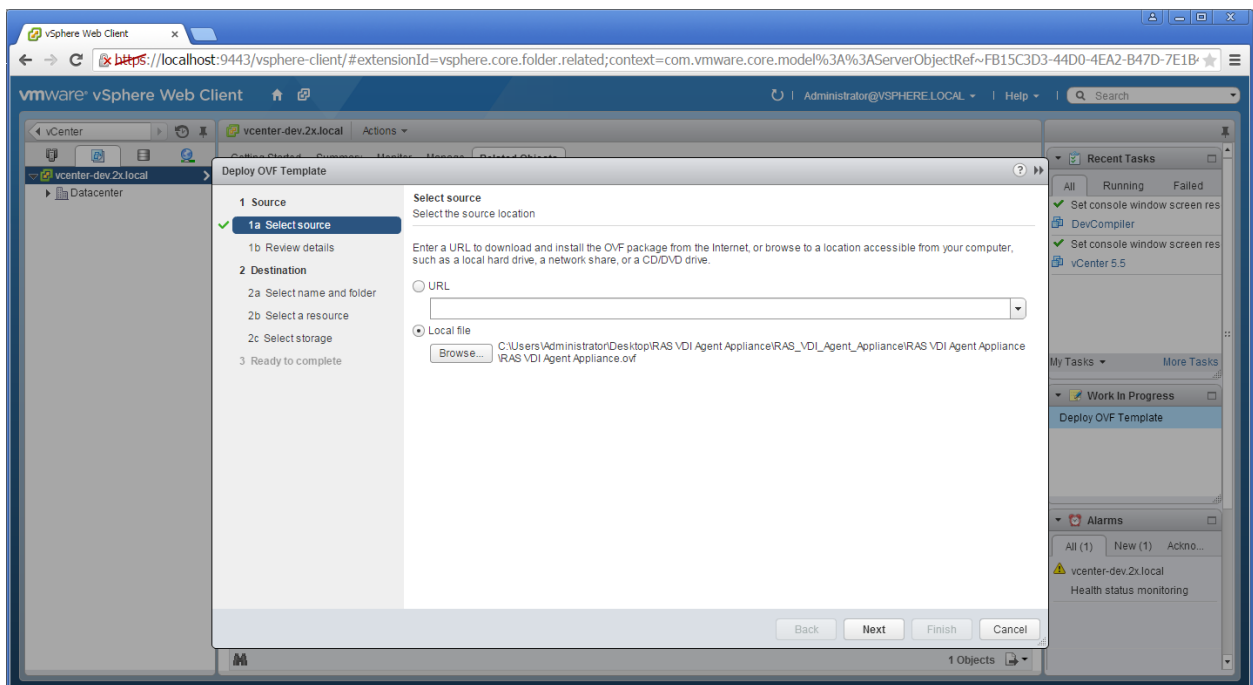 vSphere Web Client
https://localhost:9443/vsphere-client/#extensionId=vsphere.core.folder.related;context=com.vmware.core.model%3A%3AServerObjectRef~FB15C3D3-44D0-4EA2-B47D-7E1B
vmware® vSphere Web Client
Administrator@VSPHERE.LOCAL
Help
Search
vCenter
vcenter-dev.2x.local
Datacenter
vcenter-dev.2x.local Actions
Getting Started Summary Monitor Manage Related Objects
Deploy OVF Template
1 Source
1a Select source
1b Review details
2 Destination
2a Select name and folder
2b Select a resource
2c Select storage
3 Ready to complete
Select source
Select the source location
Enter a URL to download and install the OVF package from the Internet, or browse to a location accessible from your computer,
such as a local hard drive, a network share, or a CD/DVD drive.
URL
Local file
Browse...
C:\Users\Administrator\Desktop\RAS VDI Agent Appliance\RAS_VDI_Agent_Appliance\RAS VDI Agent Appliance
\RAS VDI Agent Appliance.ovf
Back Next Finish Cancel
1 Objects
Recent Tasks
All Running Failed
Set console window screen res
DevCompiler
Set console window screen res
vCenter 5.5
My Tasks More Tasks
Work In Progress
Deploy OVF Template
Alarms
All (1) New (1) Ackno...
vcenter-dev.2x.local
Health status monitoring